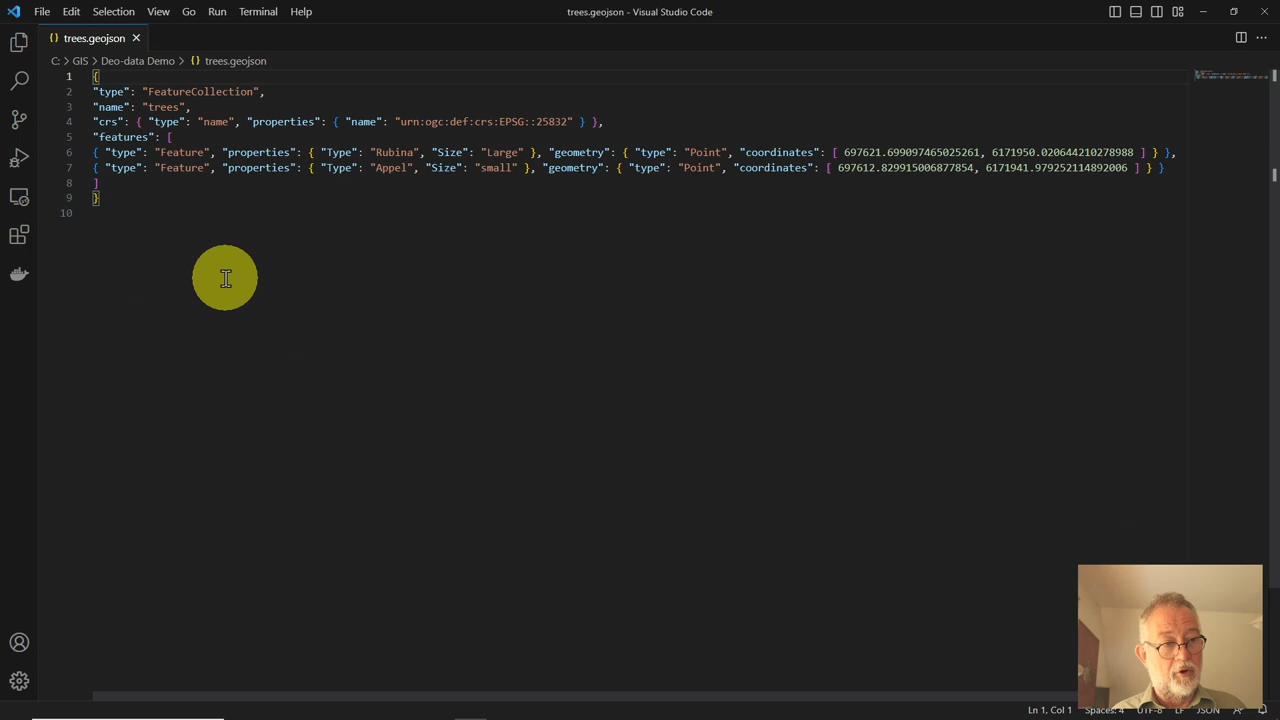 File Edit Selection View Go Run Terminal Help
trees.geojson - Visual Studio Code
{} trees.geojson
C: > GIS > Deo-data Demo > {} trees.geojson
1 {
2 "type": "FeatureCollection",
3 "name": "trees",
4 "crs": { "type": "name", "properties": { "name": "urn:ogc:def:crs:EPSG::25832" } },
5 "features": [
6 { "type": "Feature", "properties": { "Type": "Rubina", "Size": "Large" }, "geometry": { "type": "Point", "coordinates": [ 697621.699097465025261, 6171950.020644210278988 ] } },
7 { "type": "Feature", "properties": { "Type": "Appel", "Size": "small" }, "geometry": { "type": "Point", "coordinates": [ 697612.829915006877854, 6171941.979252114892006 ] } }
8 ]
9 }
10
Ln 1, Col 1 Spaces: 4 UTF-8 LF JSON